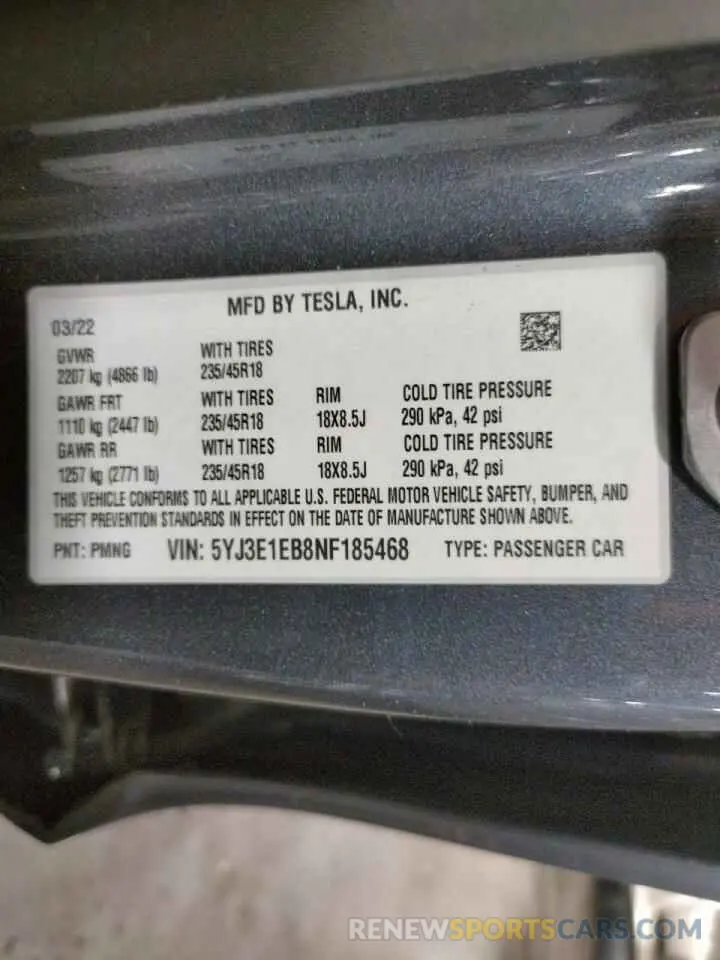 MFD BY TESLA, INC.
03/22
GVWR WITH TIRES
2207 kg (4866 lb) 235/45R18
GAWR FRT WITH TIRES RIM COLD TIRE PRESSURE
1110 kg (2447 lb) 235/45R18 18X8.5J 290 kPa, 42 psi
GAWR RR WITH TIRES RIM COLD TIRE PRESSURE
1257 kg (2771 lb) 235/45R18 18X8.5J 290 kPa, 42 psi
THIS VEHICLE CONFORMS TO ALL APPLICABLE U.S. FEDERAL MOTOR VEHICLE SAFETY, BUMPER, AND
THEFT PREVENTION STANDARDS IN EFFECT ON THE DATE OF MANUFACTURE SHOWN ABOVE.
PNT: PMNG VIN: 5YJ3E1EB8NF185468 TYPE: PASSENGER CAR
RENEWSPORTSCARS.COM